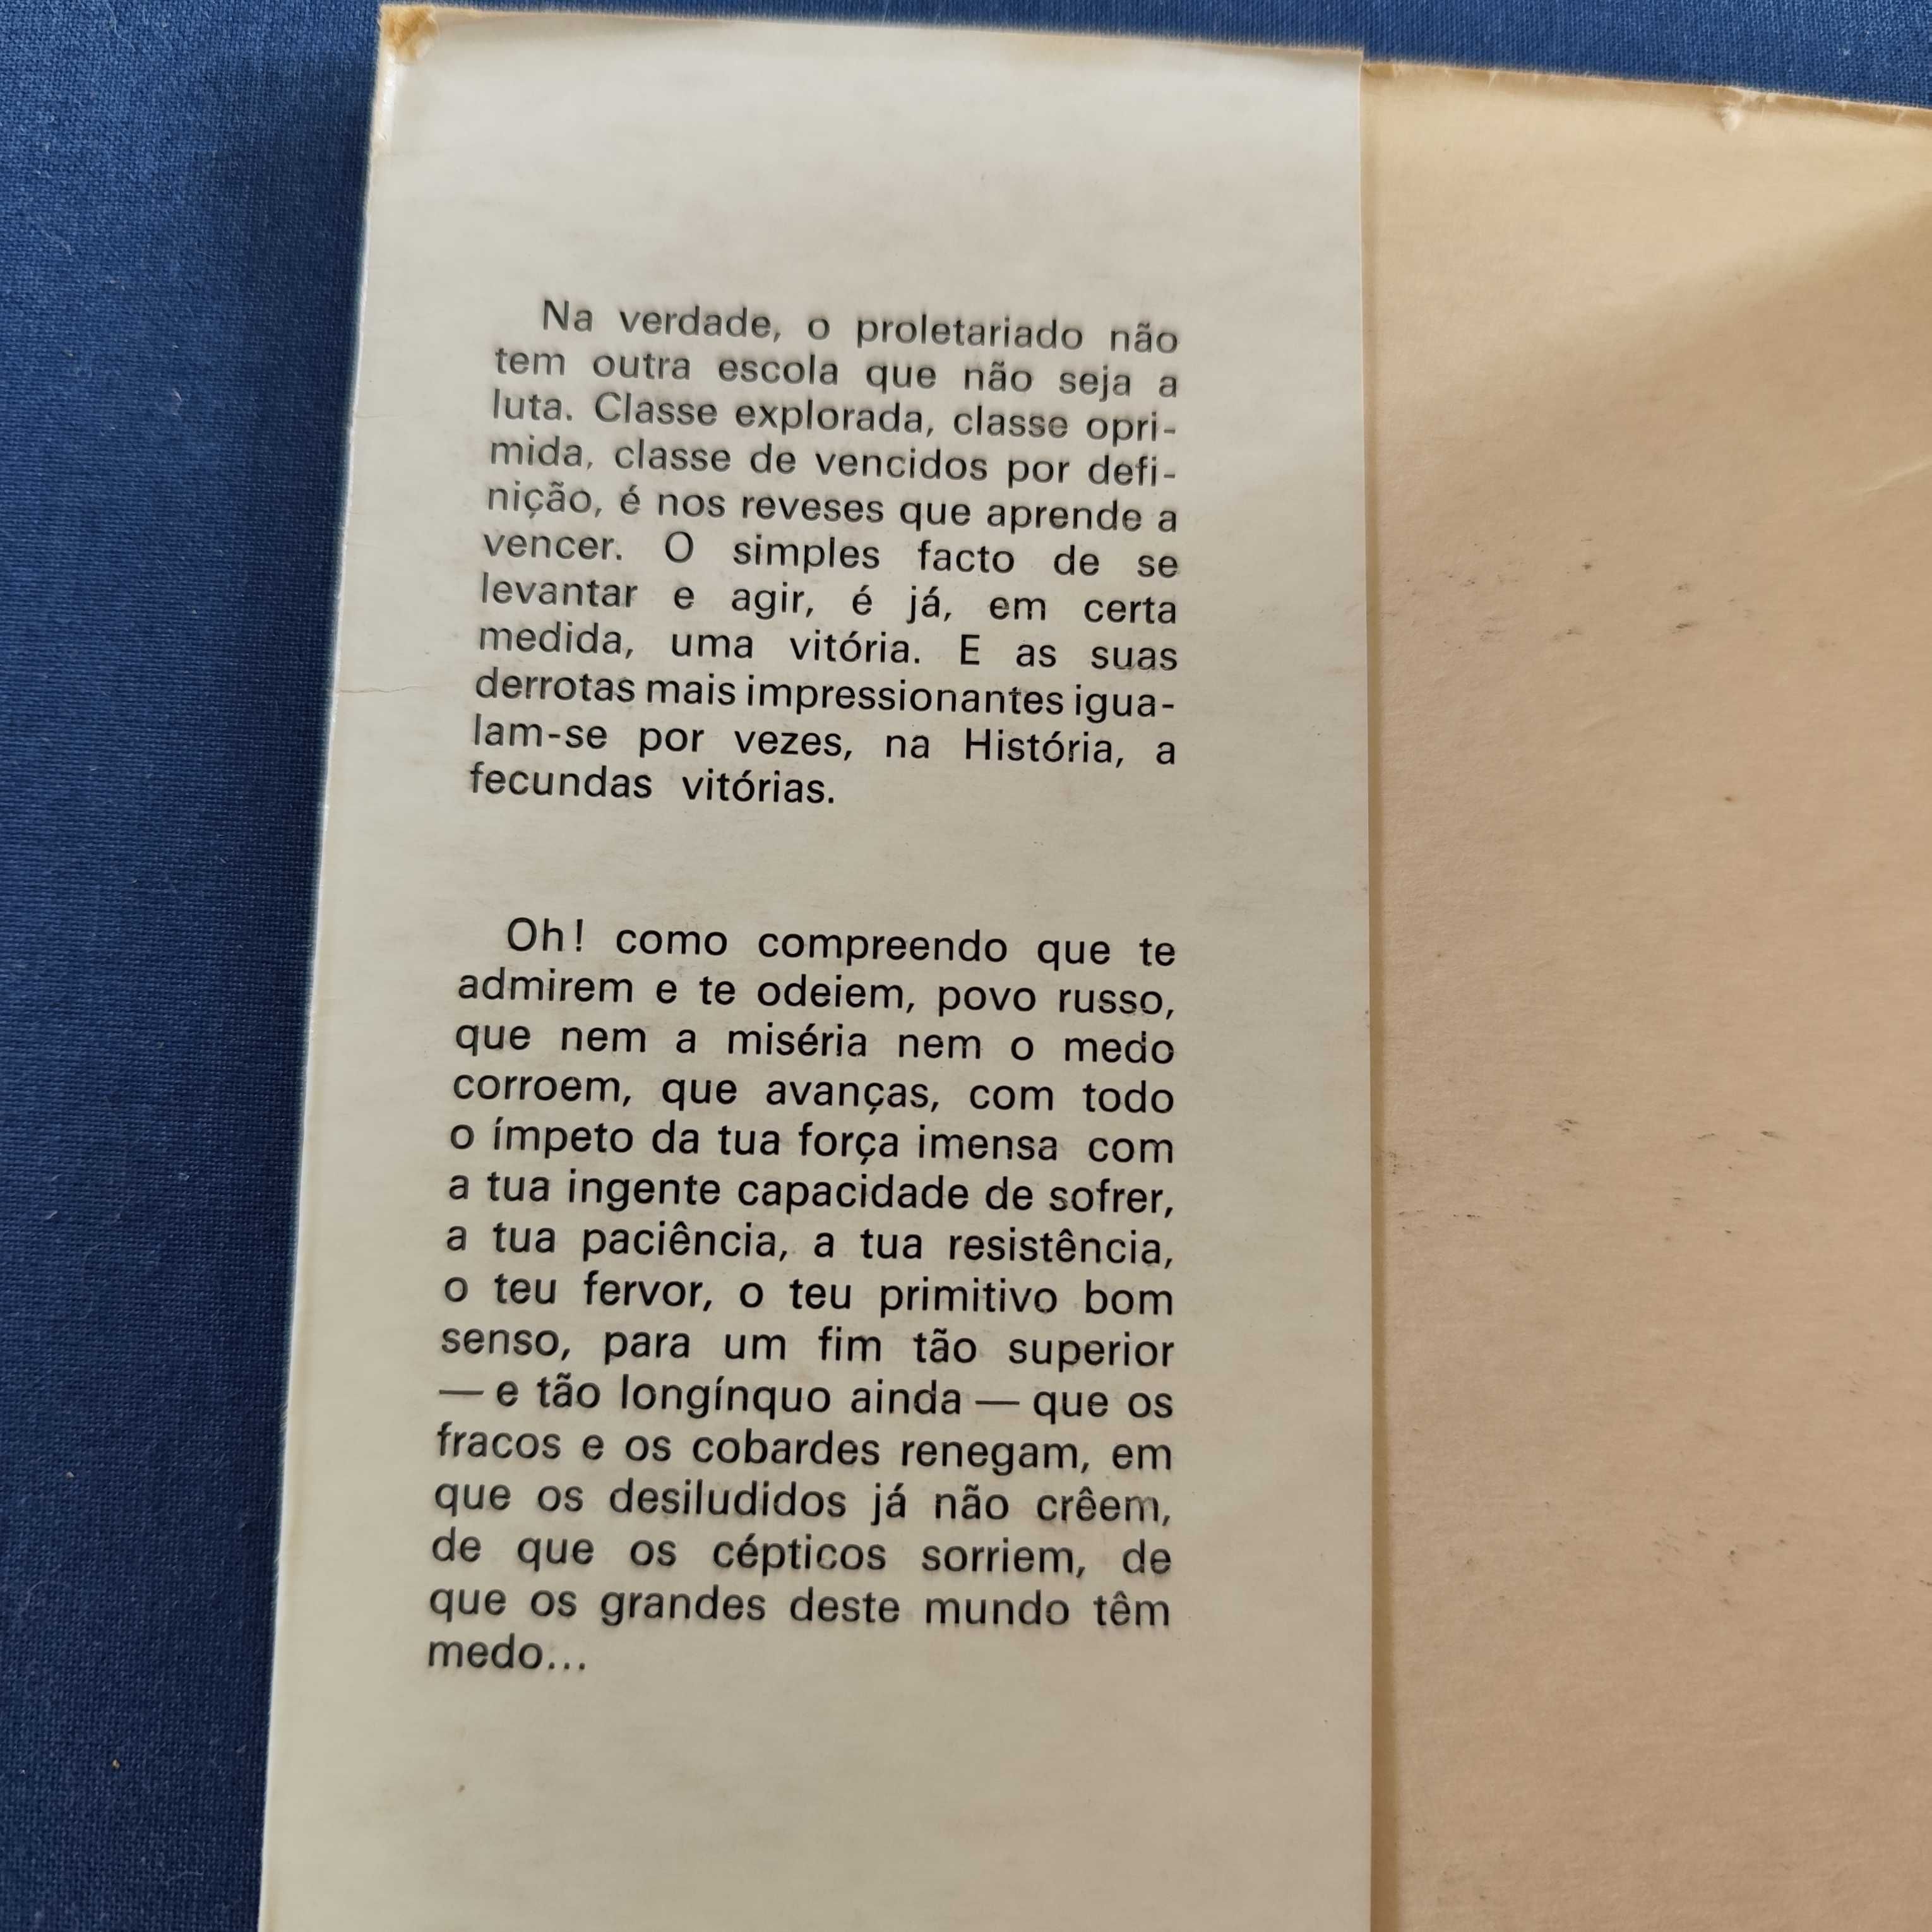 Na verdade, o proletariado não
tem outra escola que não seja a
luta. Classe explorada, classe opri-
mida, classe de vencidos por defi-
nição, é nos reveses que aprende a
vencer. O simples facto de se
levantar e agir, é já, em certa
medida, uma vitória. E as suas
derrotas mais impressionantes igua-
lam-se por vezes, na História, a
fecundas vitórias.
Oh! como compreendo que te
admirem e te odeiem, povo russo,
que nem a miséria nem o medo
corroem, que avanças, com todo
o ímpeto da tua força imensa com
a tua ingente capacidade de sofrer,
a tua paciência, a tua resistência,
o teu fervor, o teu primitivo bom
senso, para um fim tão superior
— e tão longínquo ainda — que os
fracos e os cobardes renegam, em
que os desiludidos já não crêem,
de que os cépticos sorriem, de
que os grandes deste mundo têm
medo...